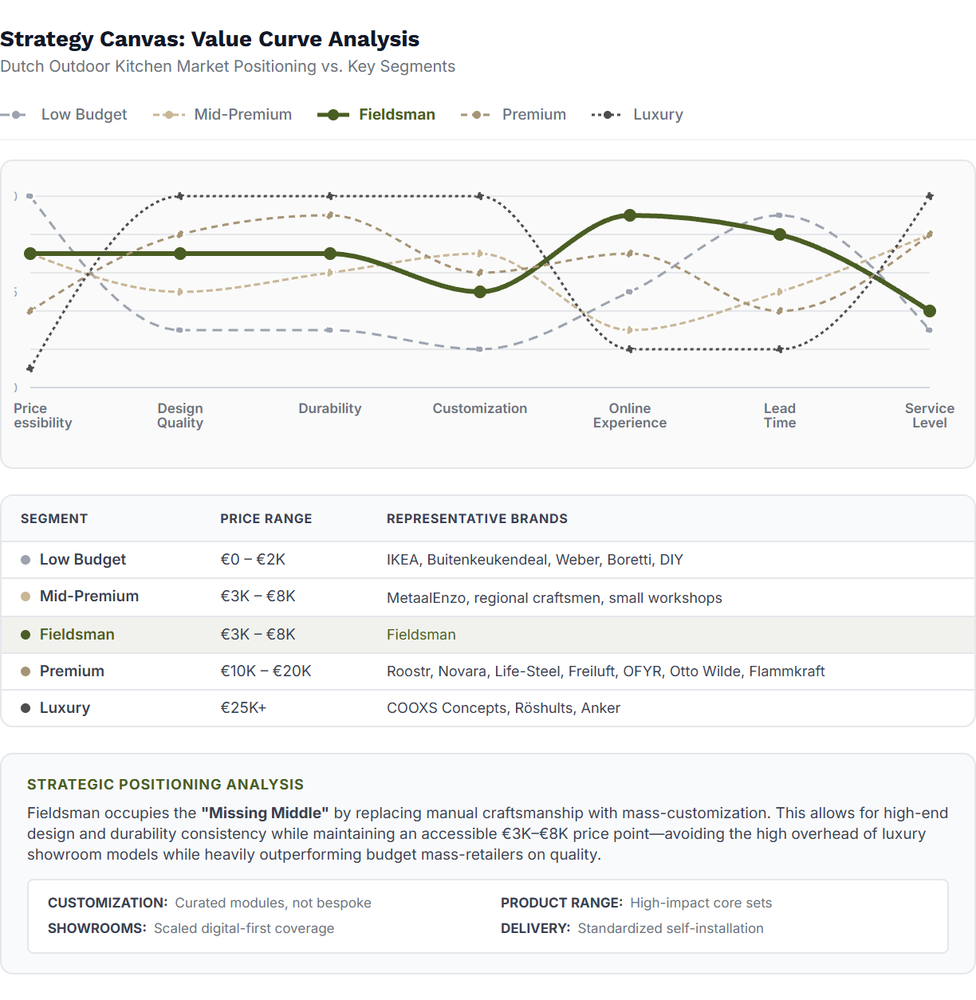 Strategy Canvas: Value Curve Analysis
Dutch Outdoor Kitchen Market Positioning vs. Key Segments
Low Budget Mid-Premium Fieldsman Premium Luxury
0
5
0
Price Design Durability Customization Online Lead Service
essibility Quality Experience Time Level
SEGMENT PRICE RANGE REPRESENTATIVE BRANDS
Low Budget €0 – €2K IKEA, Buitenkeukendeal, Weber, Boretti, DIY
Mid-Premium €3K – €8K MetaalEnzo, regional craftsmen, small workshops
Fieldsman €3K – €8K Fieldsman
Premium €10K – €20K Roostr, Novara, Life-Steel, Freiluft, OFYR, Otto Wilde, Flammkraft
Luxury €25K+ COOXS Concepts, Röshults, Anker
STRATEGIC POSITIONING ANALYSIS
Fieldsman occupies the "Missing Middle" by replacing manual craftsmanship with mass-customization. This allows for high-end
design and durability consistency while maintaining an accessible €3K–€8K price point—avoiding the high overhead of luxury
showroom models while heavily outperforming budget mass-retailers on quality.
CUSTOMIZATION: Curated modules, not bespoke PRODUCT RANGE: High-impact core sets
SHOWROOMS: Scaled digital-first coverage DELIVERY: Standardized self-installation